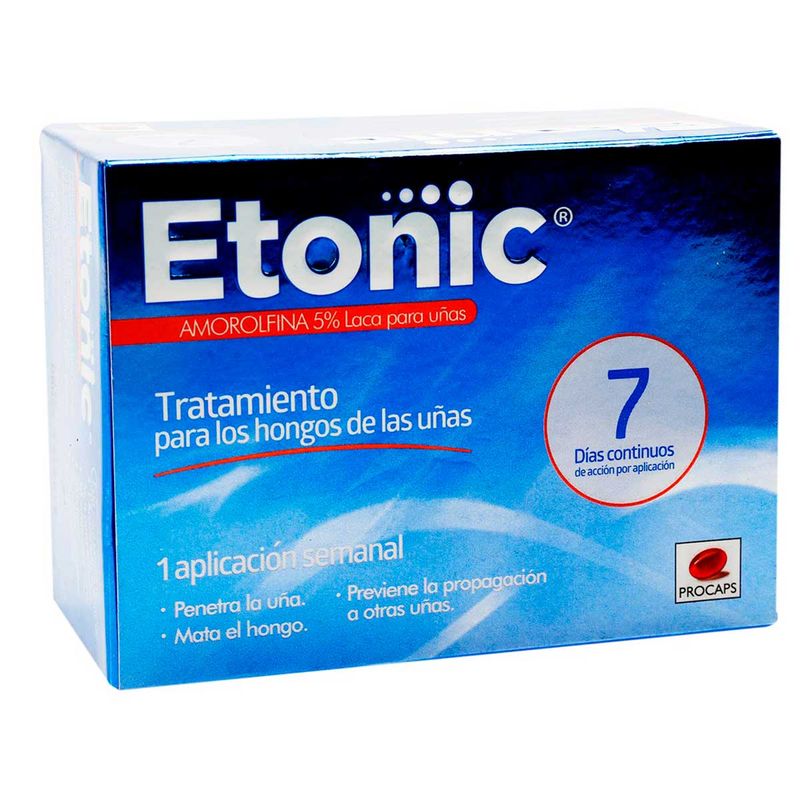 Etonic®
AMOROLFINA 5% Laca para uñas
Tratamiento
para los hongos de las uñas
7
Días continuos
de acción por aplicación
1 aplicación semanal
· Penetra la uña.
· Mata el hongo.
· Previene la propagación
a otras uñas.
PROCAPS
Etonic